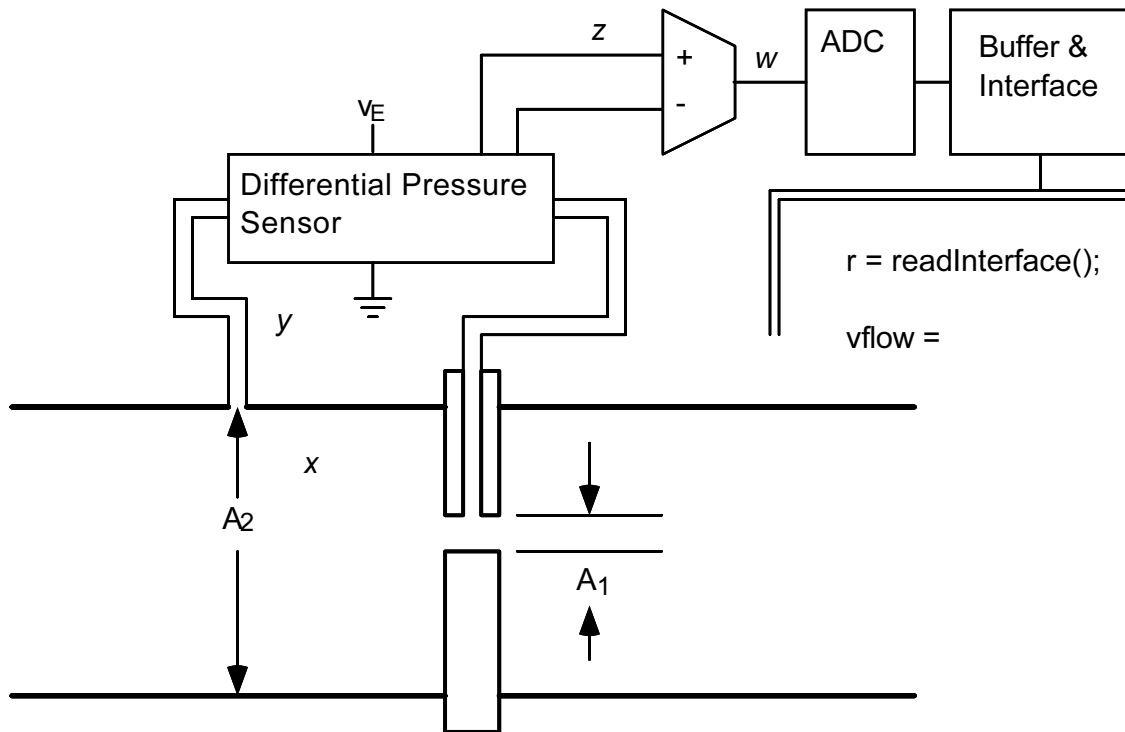 z
+
-
w
ADC
Buffer &
Interface
vE
Differential Pressure
Sensor
r = readInterface();
y
vflow =
x
A2
A1